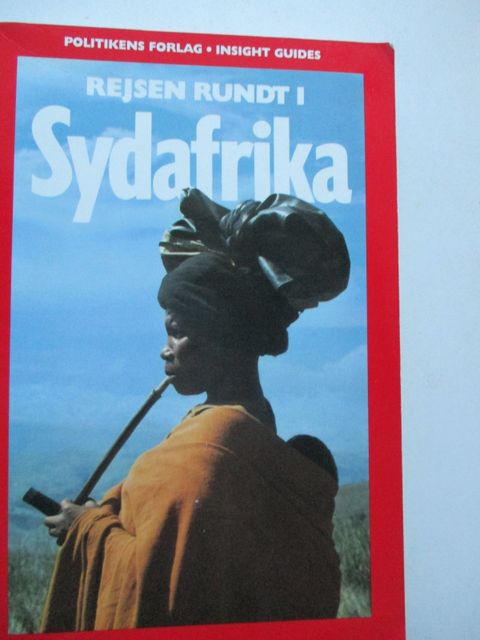 POLITIKENS FORLAG • INSIGHT GUIDES
REJSEN RUNDT I
Sydafrika